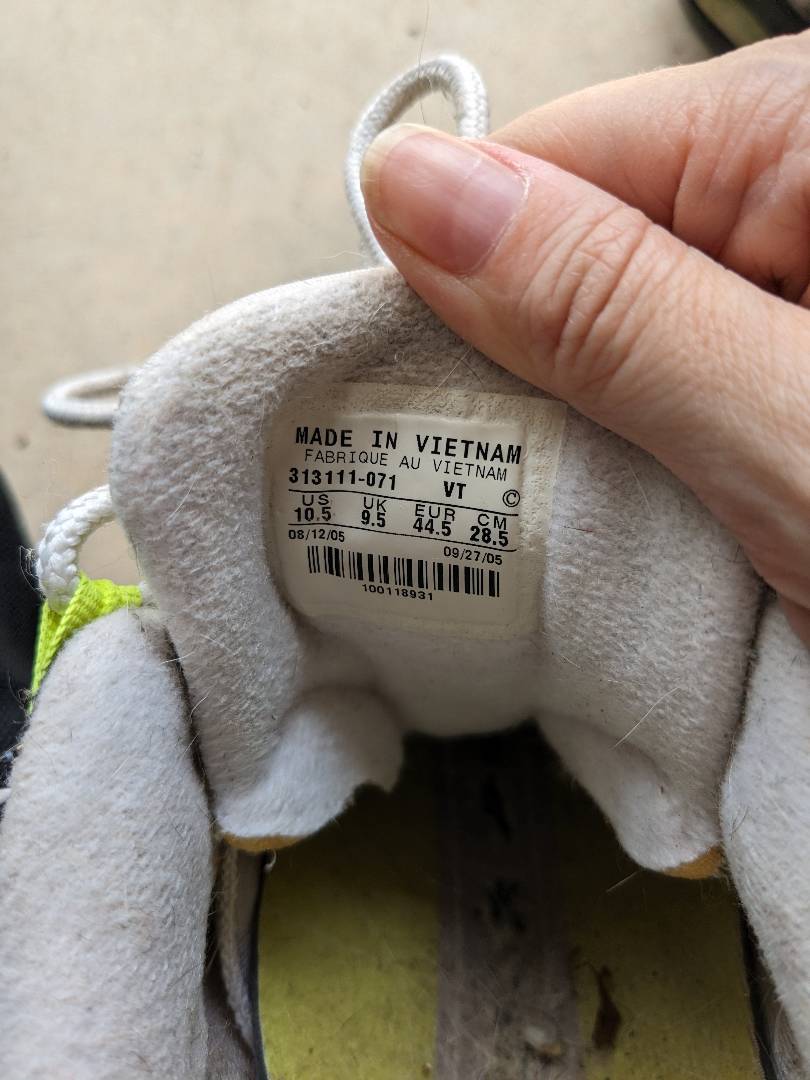 MADE IN VIETNAM
FABRIQUE AU VIETNAM
313111-071 VT ©
US UK EUR CM
10.5 9.5 44.5 28.5
08/12/05 09/27/05
100118931